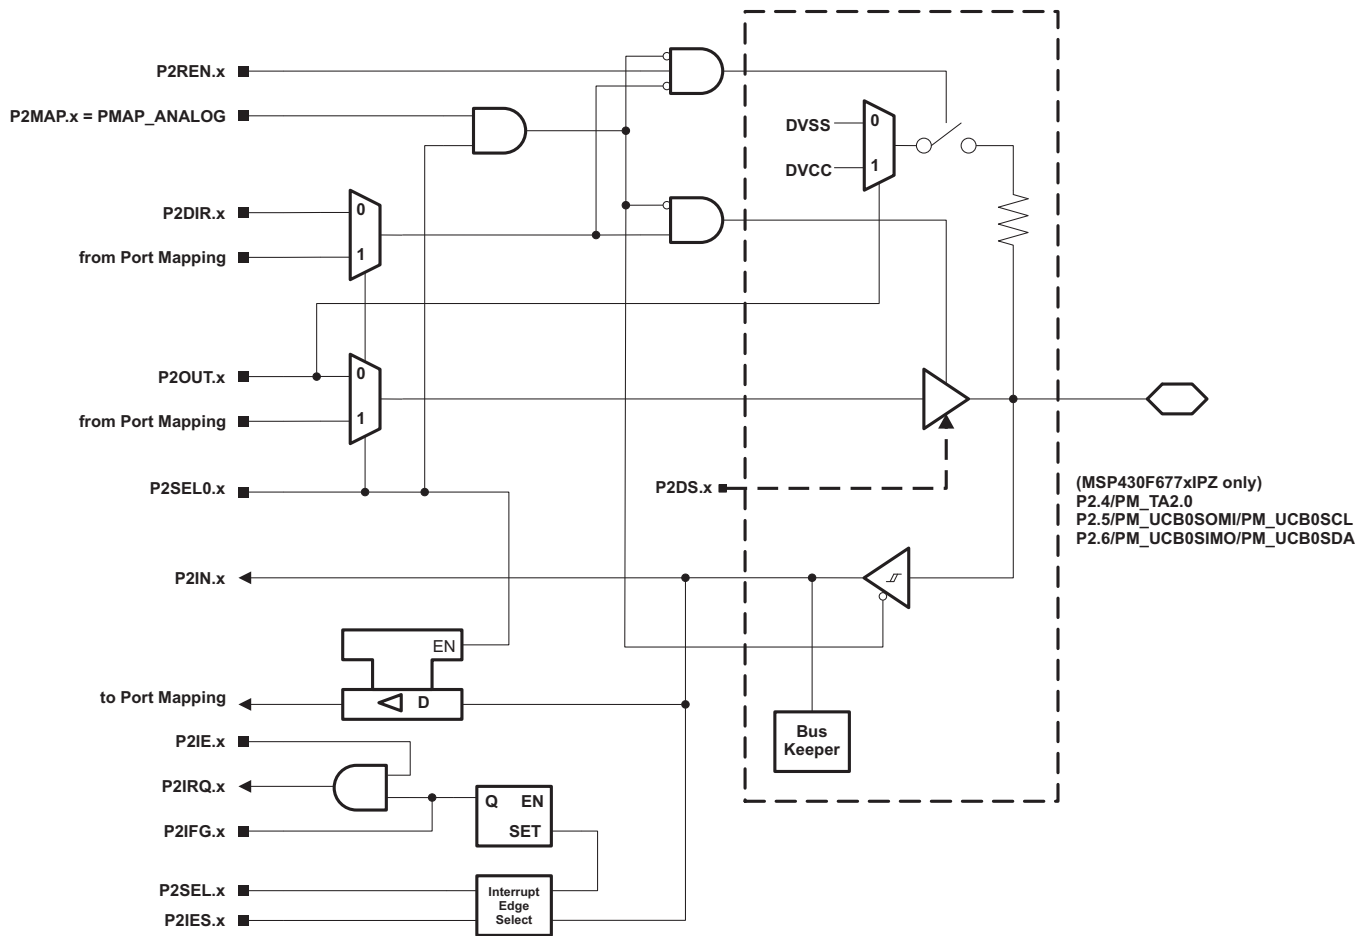 P2REN.x
P2MAP.x = PMAP_ANALOG
DVSS
0
DVCC
1
P2DIR.x
0
from Port Mapping
1
P2OUT.x
0
from Port Mapping
1
P2SEL0.x
P2DS.x
(MSP430F677xIPZ only)
P2.4/PM_TA2.0
P2.5/PM_UCB0SOMI/PM_UCB0SCL
P2.6/PM_UCB0SIMO/PM_UCB0SDA
P2IN.x
EN
to Port Mapping
D
Bus
Keeper
P2IE.x
P2IRQ.x
Q EN
SET
P2IFG.x
P2SEL.x
P2IES.x
Interrupt
Edge
Select